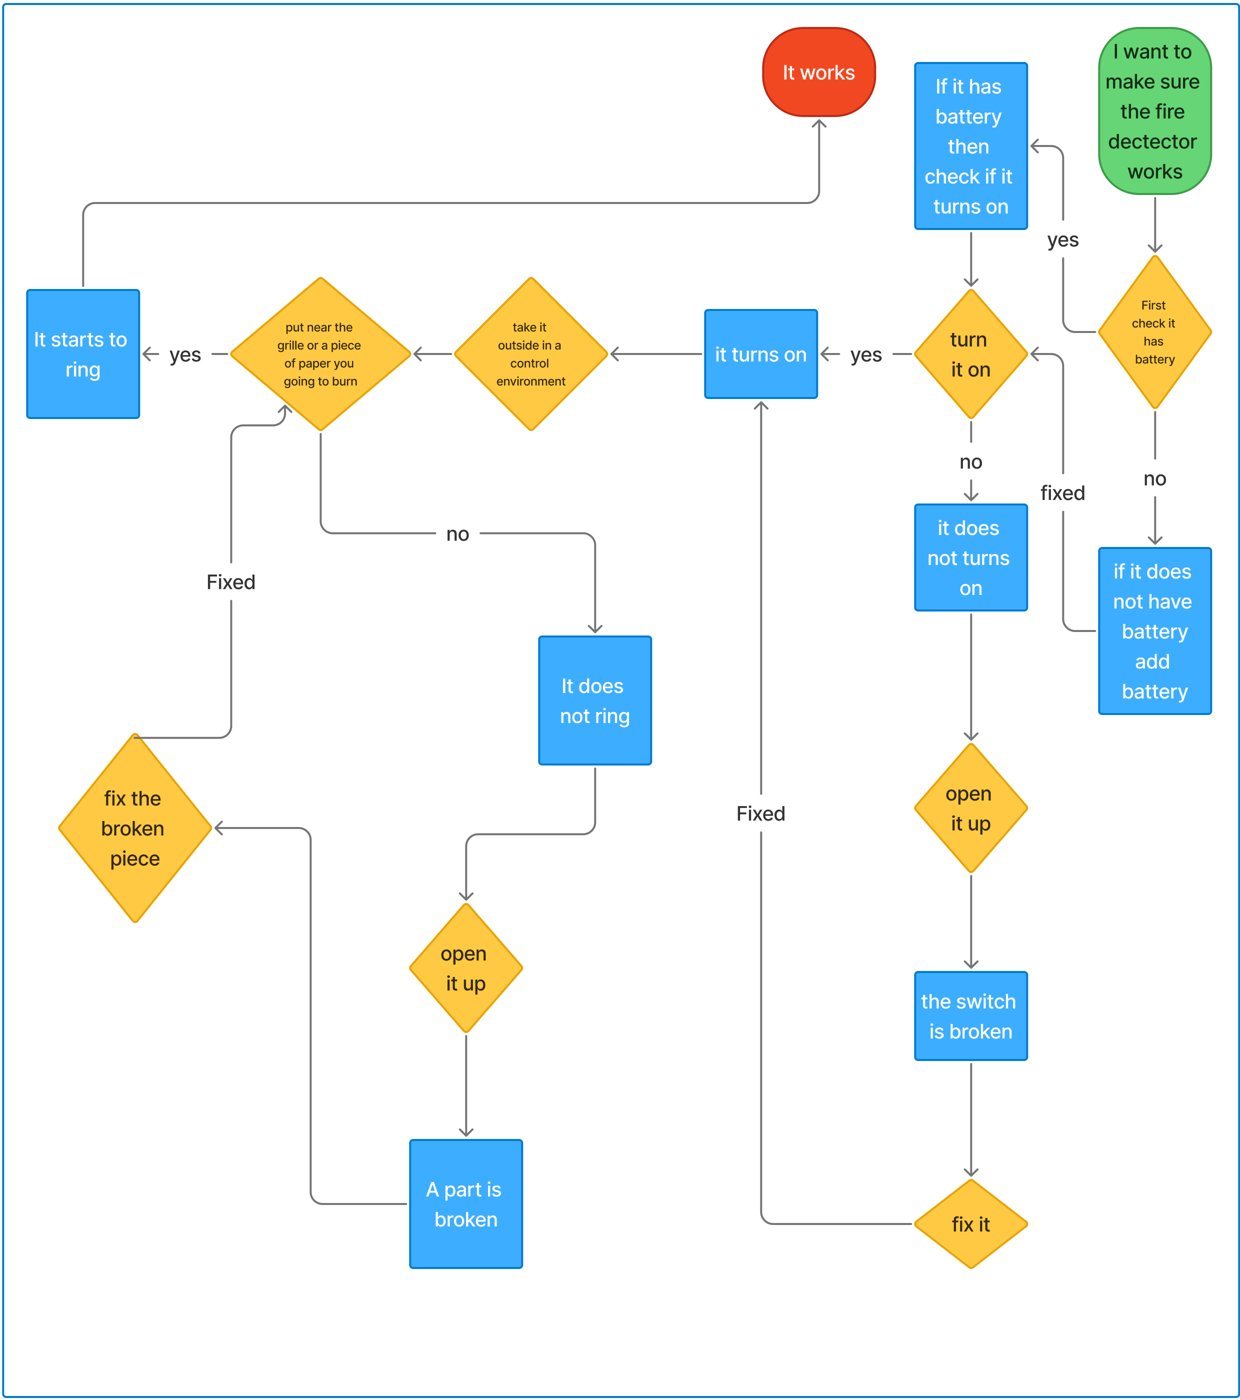 It works
If it has
battery
then
check if it
turns on
I want to
make sure
the fire
dectector
works
yes
First
check it
has
battery
It starts to
ring
yes
put near the
grille or a piece
of paper you
going to burn
take it
outside in a
control
environment
it turns on
yes
turn
it on
no
fixed
no
it does
not turns
on
if it does
not have
battery
add
battery
no
Fixed
It does
not ring
fix the
broken
piece
Fixed
open
it up
open
it up
the switch
is broken
A part is
broken
fix it